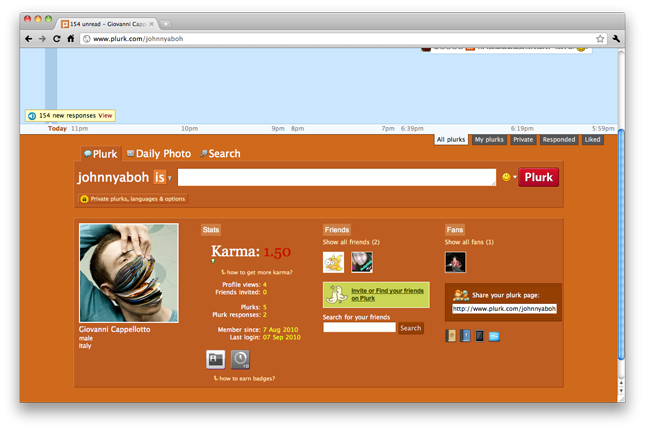 154 unread - Giovanni Capp
www.plurk.com/johnnyaboh
154 new responses View
Today 11pm 10pm 9pm 8pm 7pm 6:39pm 6:19pm 5:59pm
All plurks My plurks Private Responded Liked
Plurk Daily Photo Search
johnnyaboh is Plurk
Private plurks, languages & options
Stats
Karma: 1.50
how to get more karma?
Profile views: 4
Friends invited: 0
Plurks: 5
Plurk responses: 2
Member since: 7 Aug 2010
Last login: 07 Sep 2010
10
how to earn badges?
Giovanni Cappellotto
male
Italy
Friends
Show all friends (2)
Invite or Find your friends
on Plurk
Search for your friends
Search
Fans
Show all fans (1)
Share your plurk page:
http://www.plurk.com/johnnyaboh